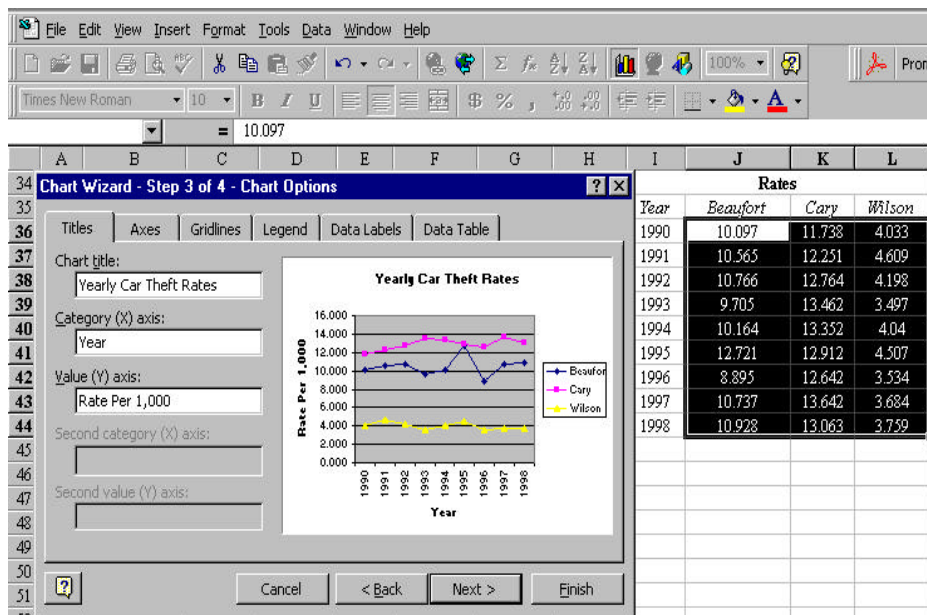 File Edit View Insert Format Tools Data Window Help
100%
Pron
Times New Roman 10 B I U $ % ,
= 10.097
A B C D E F G H I J K L
34 Chart Wizard - Step 3 of 4 - Chart Options Rates
35 Year Beaufort Cary Wilson
36 Titles Axes Gridlines Legend Data Labels Data Table 1990 10.097 11.738 4.033
37 1991 10.565 12.251 4.609
Chart title:
38 Yearly Car Theft Rates 1992 10.766 12.764 4.198
39 1993 9.705 13.462 3.497
Category (X) axis:
40 Year 1994 10.164 13.352 4.04
41 1995 12.721 12.912 4.507
Value (Y) axis:
42 1996 8.895 12.642 3.534
43 Rate Per 1,000 1997 10.737 13.642 3.684
44 1998 10.928 13.063 3.759
Second category (X) axis:
45
46
47
Second value (Y) axis:
48
49
50
51
Yearly Car Theft Rates
16.000
14.000
12.000
10.000
8.000
6.000
4.000
2.000
0.000
Rate Per 1,000
1990 1991 1992 1993 1994 1995 1996 1997 1998
Year
Beaufor
Cary
Wilson
? Cancel < Back Next > Finish